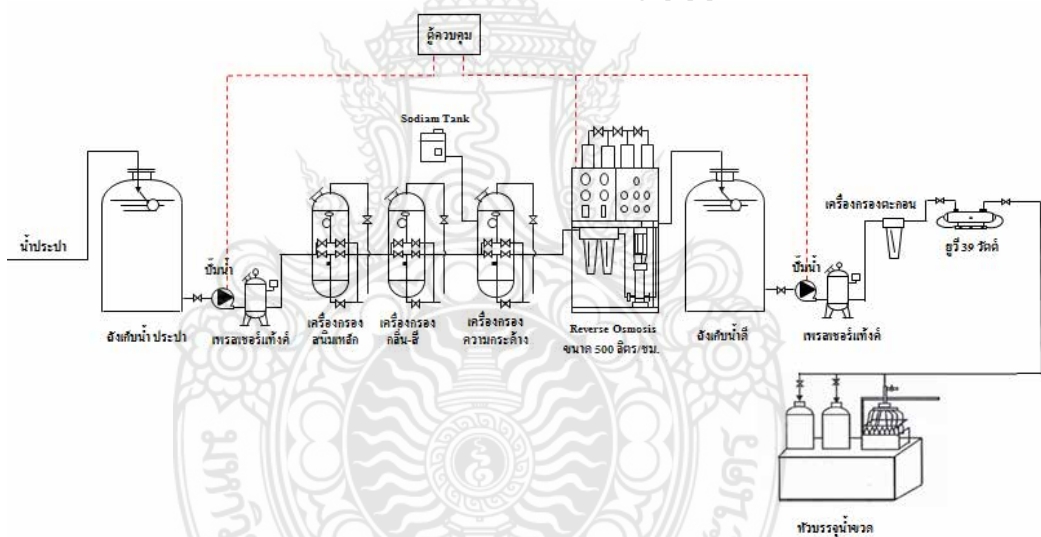 ตู้ควบคุม
Sodiam Tank
น้ำประปา
ถังเก็บน้ำ ประปา
ปั๊มน้ำ
เพรสเชอร์แท้งค์
เครื่องกรอง
สนิมเหล็ก
เครื่องกรอง
กลิ่น-สี
เครื่องกรอง
ความกระด้าง
Reverse Osmosis
ขนาด 500 ลิตร/ชม.
ถังเก็บน้ำดี
ปั๊มน้ำ
เพรสเชอร์แท้งค์
เครื่องกรองตะกอน
ยูวี 39 วัตต์
หัวบรรจุน้ำขวด